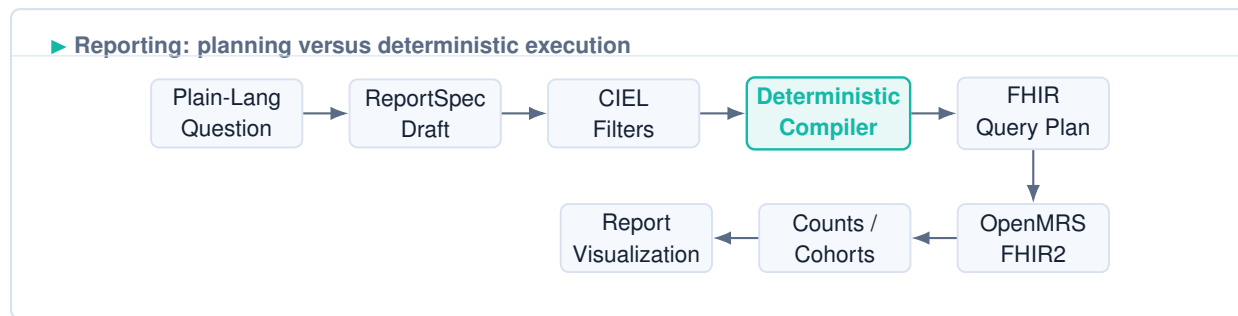 ▶ Reporting: planning versus deterministic execution
Plain-Lang
Question
ReportSpec
Draft
CIEL
Filters
Deterministic
Compiler
FHIR
Query Plan
Report
Visualization
Counts /
Cohorts
OpenMRS
FHIR2